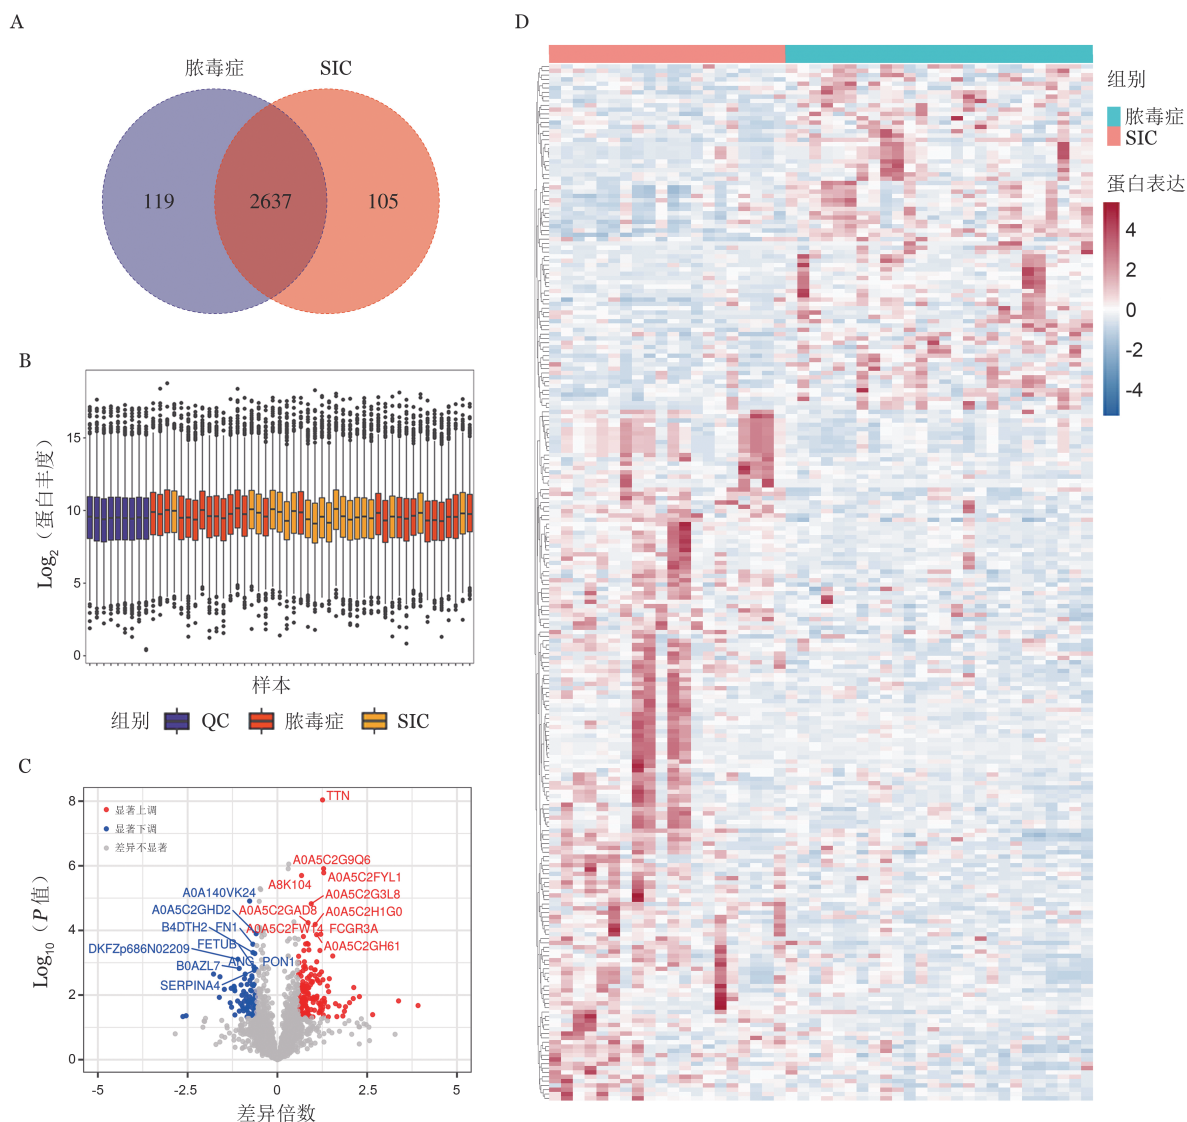 A
脓毒症
SIC
119
2637
105
B
Log2（蛋白丰度）
15
10
5
0
样本
组别
QC
脓毒症
SIC
C
Log10（P 值）
8
6
4
2
0
显著上调
显著下调
差异不显著
TTN
A0A5C2G9Q6
A0A5C2FYL1
A8K104
A0A5C2G3L8
A0A140VK24
A0A5C2GHD2
A0A5C2GAD8
A0A5C2H1G0
B4DTH2
FN1
A0A5C2FW14
FCGR3A
FETUB
A0A5C2GH61
DKFZp686N02209
ANG
PON1
B0AZL7
SERPINA4
-5
-2.5
0
2.5
5
差异倍数
D
组别
脓毒症
SIC
蛋白表达
4
2
0
-2
-4